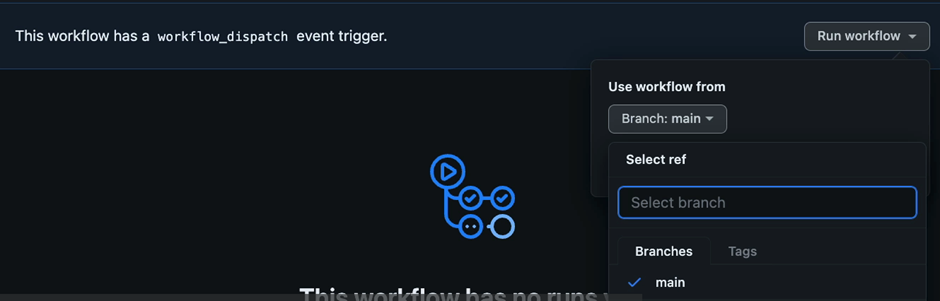 This workflow has a workflow_dispatch event trigger.
Run workflow
Use workflow from
Branch: main
Select ref
Select branch
Branches Tags
main
This workflow has no runs